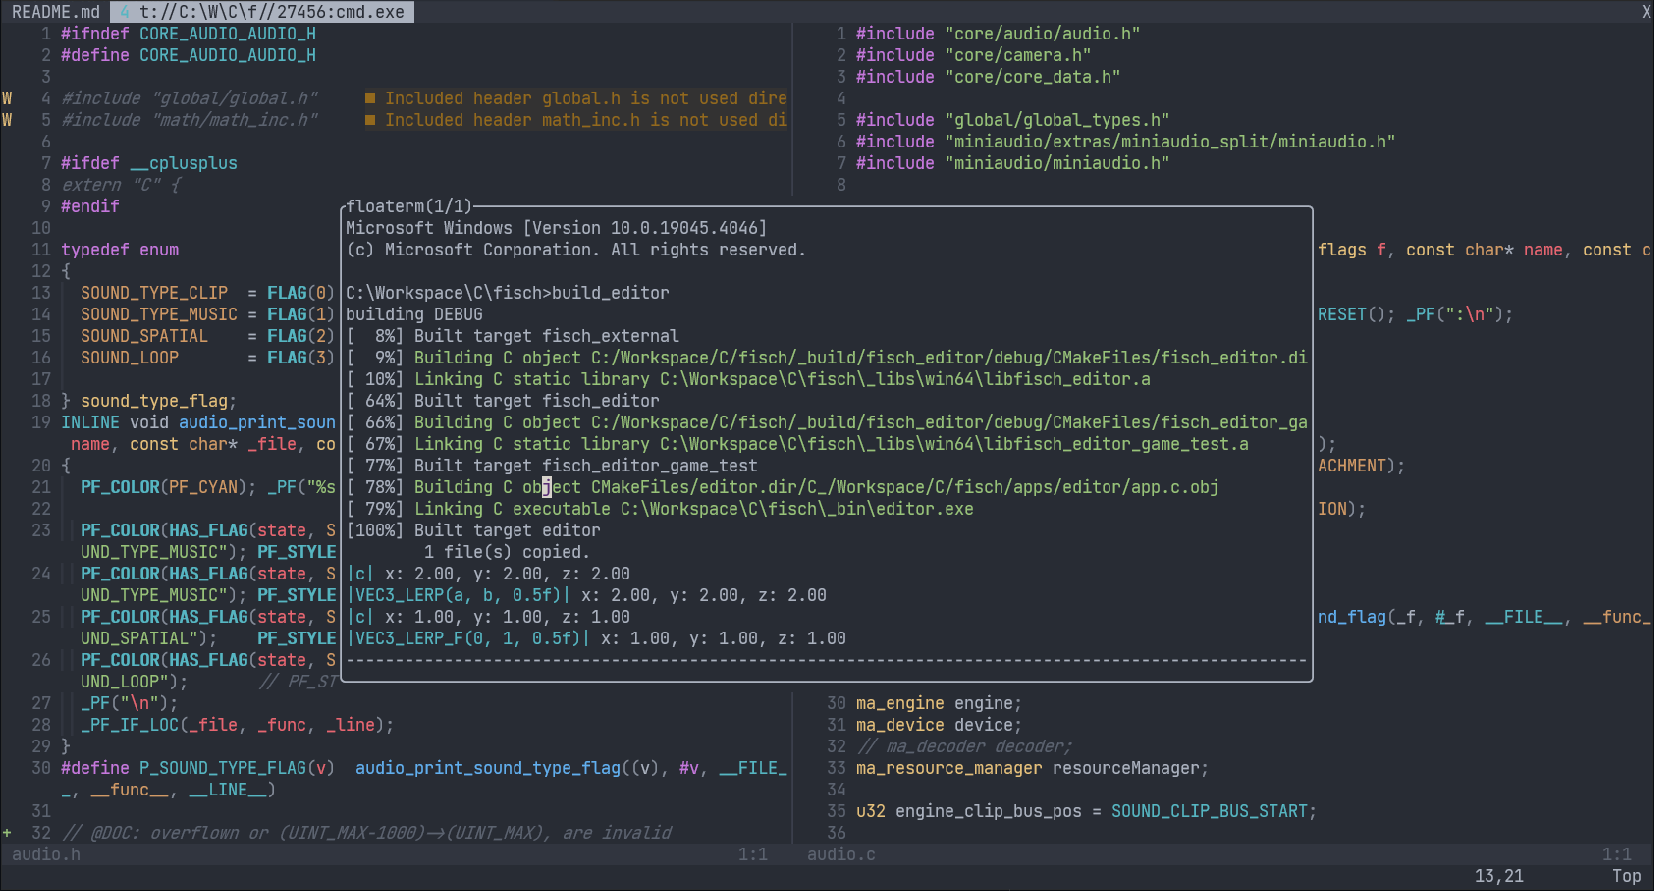 README.md  4 t://C:\W\C\f//27456:cmd.exe  X
1 #ifndef CORE_AUDIO_AUDIO_H
2 #define CORE_AUDIO_AUDIO_H
3
W 4 #include "global/global.h"     ■ Included header global.h is not used dire
W 5 #include "math/math_inc.h"     ■ Included header math_inc.h is not used di
6
7 #ifdef __cplusplus
8 extern "C" {
9 #endif
10
11 typedef enum
12 {
13   SOUND_TYPE_CLIP  = FLAG(0)
14   SOUND_TYPE_MUSIC = FLAG(1)
15   SOUND_SPATIAL    = FLAG(2)
16   SOUND_LOOP       = FLAG(3)
17
18 } sound_type_flag;
19 INLINE void audio_print_soun
name, const char* _file, co
20 {
21   PF_COLOR(PF_CYAN); _PF("%s
22
23   PF_COLOR(HAS_FLAG(state, S
UND_TYPE_MUSIC"); PF_STYLE
24   PF_COLOR(HAS_FLAG(state, S
UND_TYPE_MUSIC"); PF_STYLE
25   PF_COLOR(HAS_FLAG(state, S
UND_SPATIAL");    PF_STYLE
26   PF_COLOR(HAS_FLAG(state, S
UND_LOOP");       // PF_ST
27   _PF("\n");
28   _PF_IF_LOC(_file, _func, _line);
29 }
30 #define P_SOUND_TYPE_FLAG(v)  audio_print_sound_type_flag((v), #v, __FILE_
_, __func__, __LINE__)
31
+ 32 // @DOC: overflown or (UINT_MAX-1000)->(UINT_MAX), are invalid
audio.h  1:1
floaterm(1/1)
Microsoft Windows [Version 10.0.19045.4046]
(c) Microsoft Corporation. All rights reserved.
C:\Workspace\C\fisch>build_editor
building DEBUG
[  8%] Built target fisch_external
[  9%] Building C object C:/Workspace/C/fisch/_build/fisch_editor/debug/CMakeFiles/fisch_editor.di
[ 10%] Linking C static library C:\Workspace\C\fisch\_libs\win64\libfisch_editor.a
[ 64%] Built target fisch_editor
[ 66%] Building C object C:/Workspace/C/fisch/_build/fisch_editor/debug/CMakeFiles/fisch_editor_ga
[ 67%] Linking C static library C:\Workspace\C\fisch\_libs\win64\libfisch_editor_game_test.a
[ 77%] Built target fisch_editor_game_test
[ 78%] Building C object CMakeFiles/editor.dir/C_/Workspace/C/fisch/apps/editor/app.c.obj
[ 79%] Linking C executable C:\Workspace\C\fisch\_bin\editor.exe
[100%] Built target editor
1 file(s) copied.
|c| x: 2.00, y: 2.00, z: 2.00
|VEC3_LERP(a, b, 0.5f)| x: 2.00, y: 2.00, z: 2.00
|c| x: 1.00, y: 1.00, z: 1.00
|VEC3_LERP_F(0, 1, 0.5f)| x: 1.00, y: 1.00, z: 1.00
--------------------------------------------------------------------------------------------------
1 #include "core/audio/audio.h"
2 #include "core/camera.h"
3 #include "core/core_data.h"
4
5 #include "global/global_types.h"
6 #include "miniaudio/extras/miniaudio_split/miniaudio.h"
7 #include "miniaudio/miniaudio.h"
8
flags f, const char* name, const c
RESET(); _PF(":\n");
);
ACHMENT);
ION);
nd_flag(_f, #_f, __FILE__, __func_
30 ma_engine engine;
31 ma_device device;
32 // ma_decoder decoder;
33 ma_resource_manager resourceManager;
34
35 u32 engine_clip_bus_pos = SOUND_CLIP_BUS_START;
36
audio.c  1:1
13,21  Top